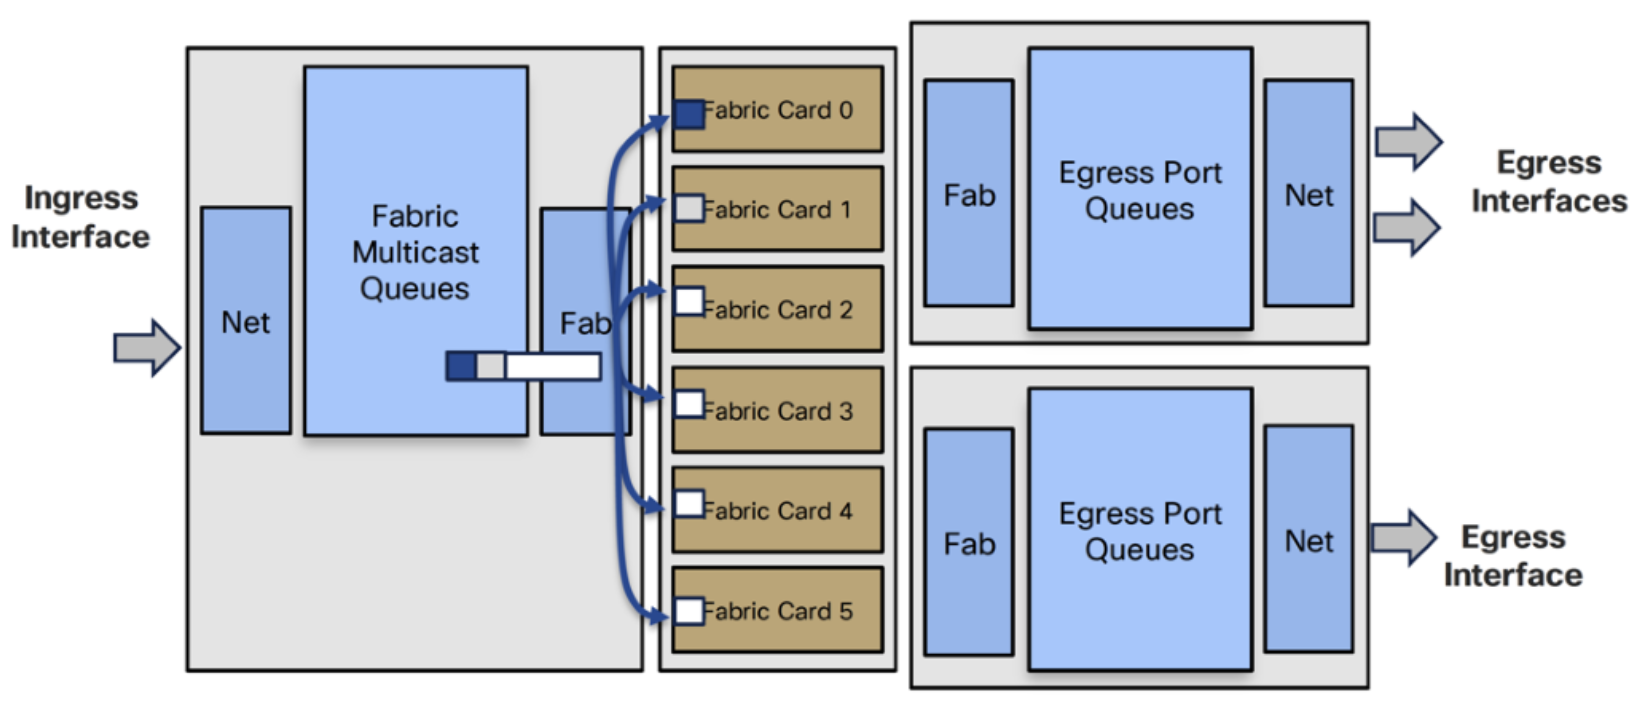 Ingress
Interface
Net
Fabric
Multicast
Queues
Fab
Fabric Card 0
Fabric Card 1
Fabric Card 2
Fabric Card 3
Fabric Card 4
Fabric Card 5
Fab
Egress Port
Queues
Net
Egress
Interfaces
Fab
Egress Port
Queues
Net
Egress
Interface